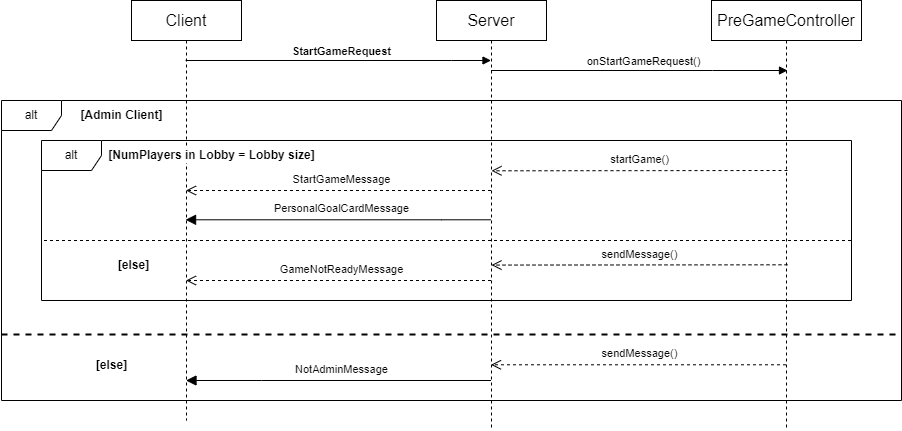 Client
Server
PreGameController
StartGameRequest
onStartGameRequest()
alt
[Admin Client]
alt
[NumPlayers in Lobby = Lobby size]
startGame()
StartGameMessage
PersonalGoalCardMessage
sendMessage()
[else]
GameNotReadyMessage
sendMessage()
[else]
NotAdminMessage